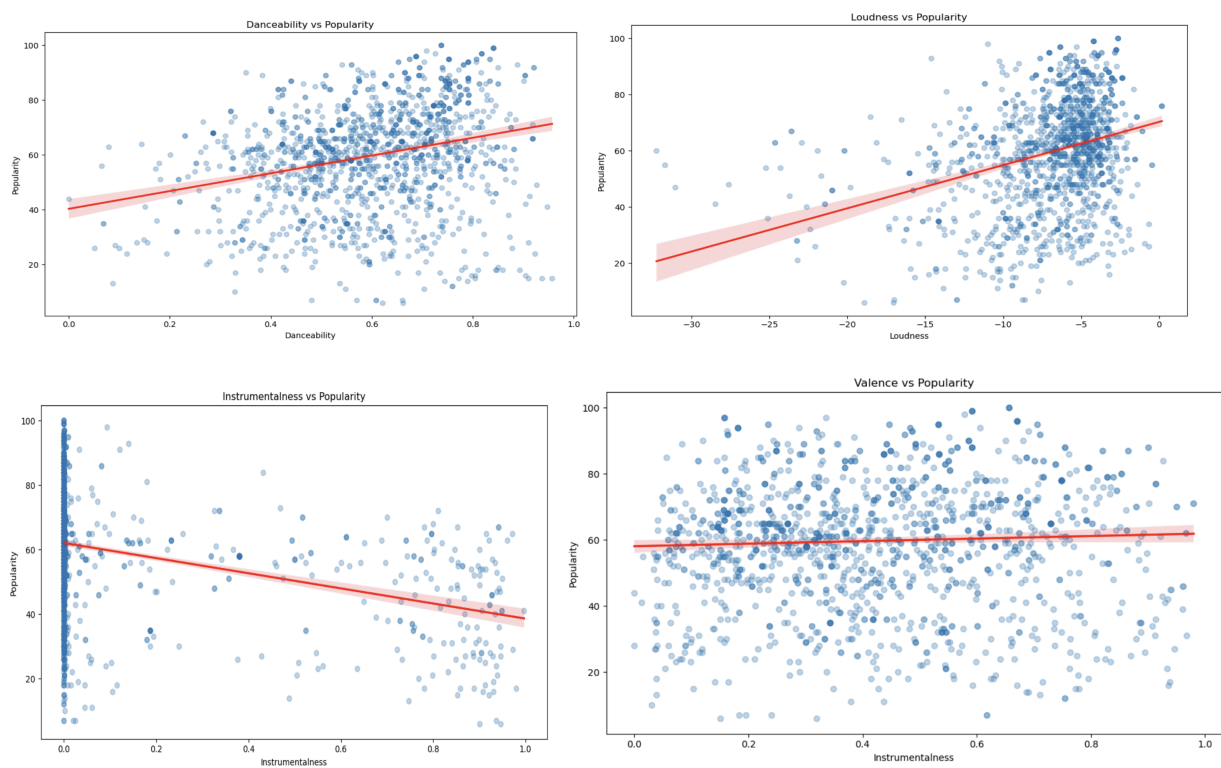 Danceability vs Popularity
100
80
60
40
20
Popularity
0.0 0.2 0.4 0.6 0.8 1.0
Danceability
Loudness vs Popularity
100
80
60
40
20
Popularity
−30 −25 −20 −15 −10 −5 0
Loudness
Instrumentalness vs Popularity
100
80
60
40
20
Popularity
0.0 0.2 0.4 0.6 0.8 1.0
Instrumentalness
Valence vs Popularity
100
80
60
40
20
Popularity
0.0 0.2 0.4 0.6 0.8 1.0
Instrumentalness